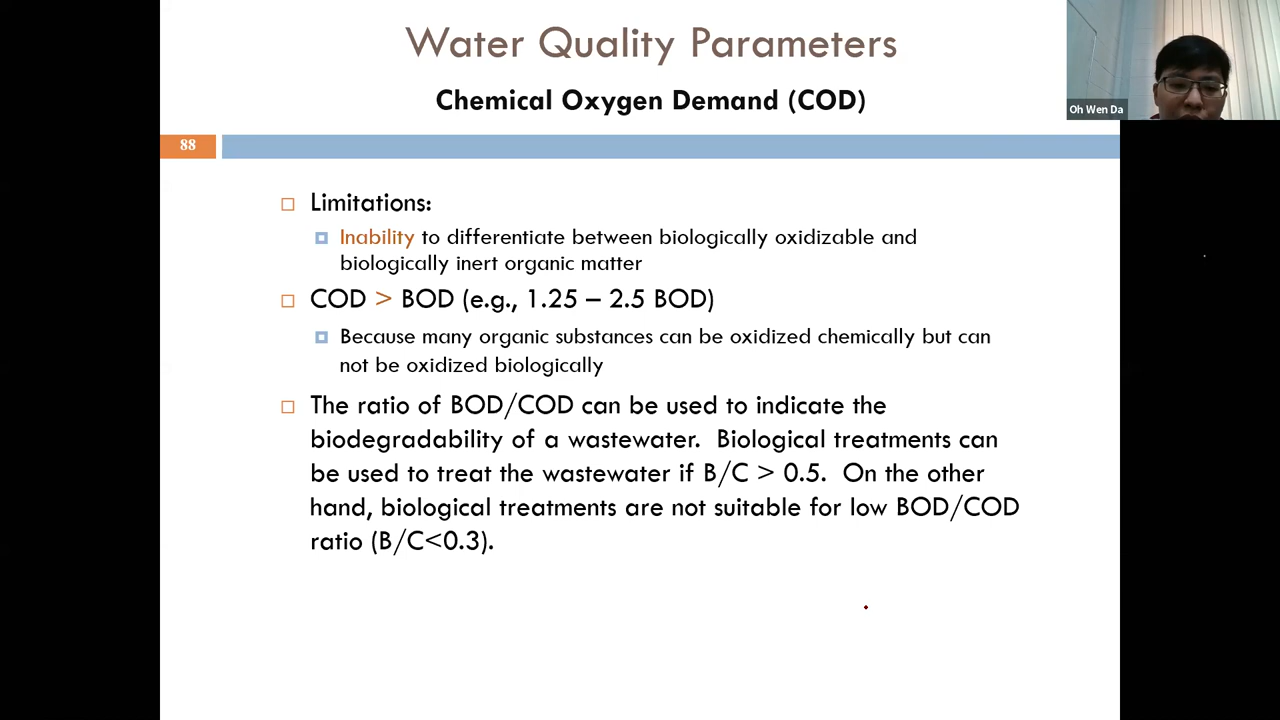 Water Quality Parameters
Chemical Oxygen Demand (COD)
Oh Wen Da
88
Limitations:
Inability to differentiate between biologically oxidizable and
biologically inert organic matter
COD > BOD (e.g., 1.25 – 2.5 BOD)
Because many organic substances can be oxidized chemically but can
not be oxidized biologically
The ratio of BOD/COD can be used to indicate the
biodegradability of a wastewater. Biological treatments can
be used to treat the wastewater if B/C > 0.5. On the other
hand, biological treatments are not suitable for low BOD/COD
ratio (B/C<0.3).